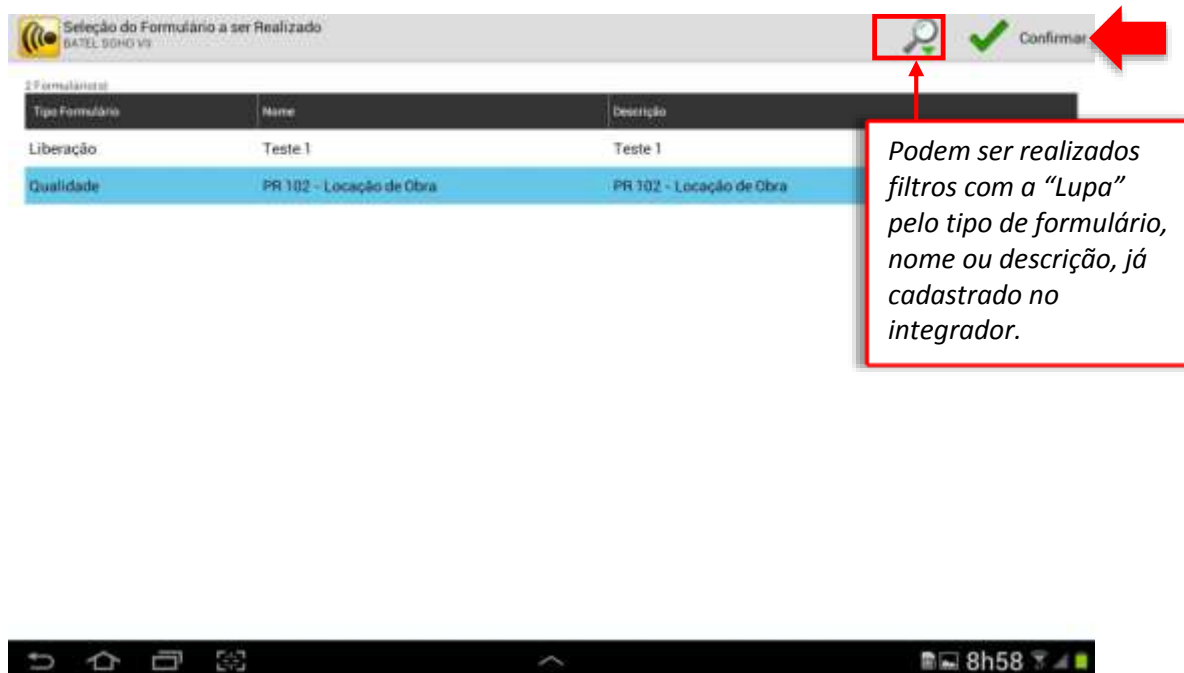 Seleção do Formulário a ser Realizado
BATEL SOHO V3
Confirmar
2 Formulário(s)
Tipo Formulário Nome Descrição
Liberação Teste 1 Teste 1
Qualidade PR 102 - Locação de Obra PR 102 - Locação de Obra
Podem ser realizados
filtros com a “Lupa”
pelo tipo de formulário,
nome ou descrição, já
cadastrado no
integrador.
8h58